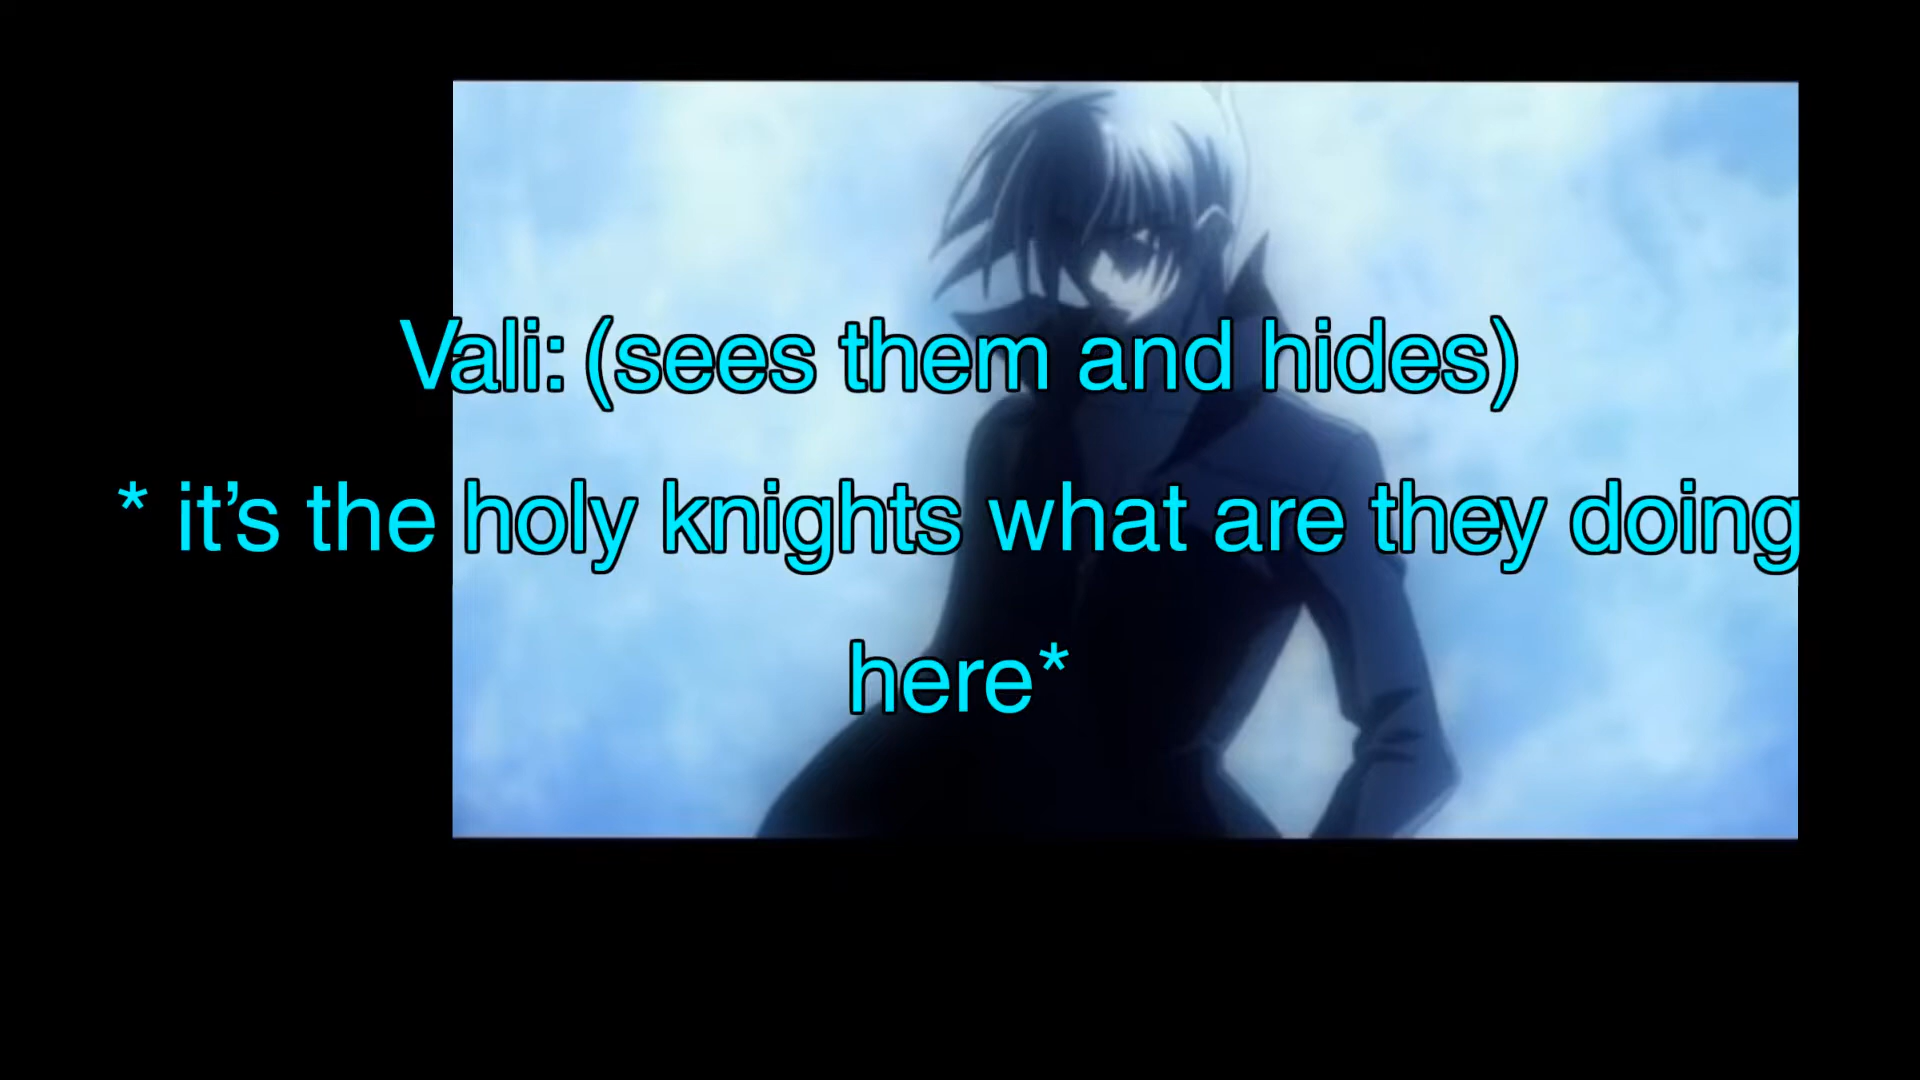 Vali: (sees them and hides)
* it’s the holy knights what are they doing
here*